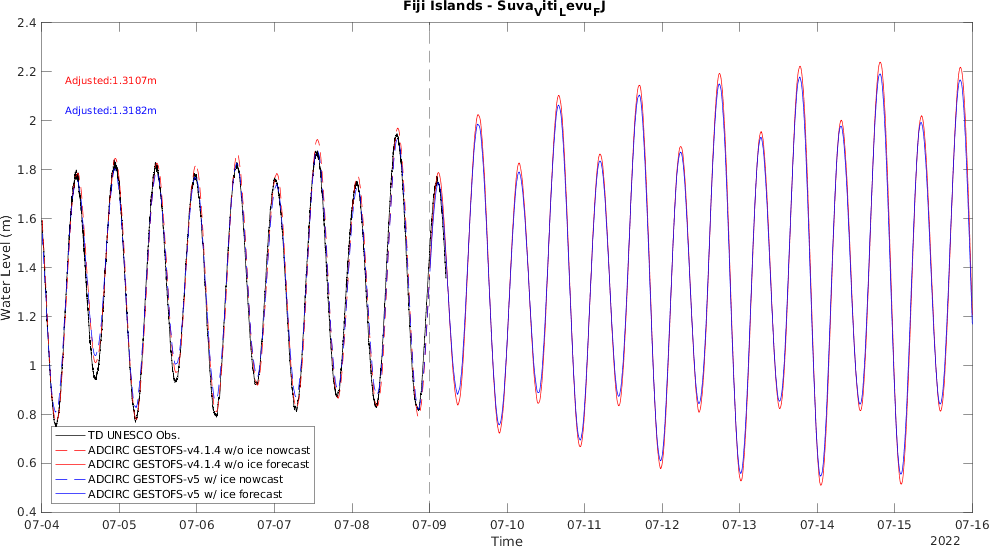 Fiji Islands - SuvaViti LevuFJ
2.4
2.2
2
1.8
1.6
1.4
1.2
1
0.8
0.6
0.4
Water Level (m)
Adjusted:1.3107m
Adjusted:1.3182m
TD UNESCO Obs.
ADCIRC GESTOFS-v4.1.4 w/o ice nowcast
ADCIRC GESTOFS-v4.1.4 w/o ice forecast
ADCIRC GESTOFS-v5 w/ ice nowcast
ADCIRC GESTOFS-v5 w/ ice forecast
07-04 07-05 07-06 07-07 07-08 07-09 07-10 07-11 07-12 07-13 07-14 07-15 07-16
Time
2022